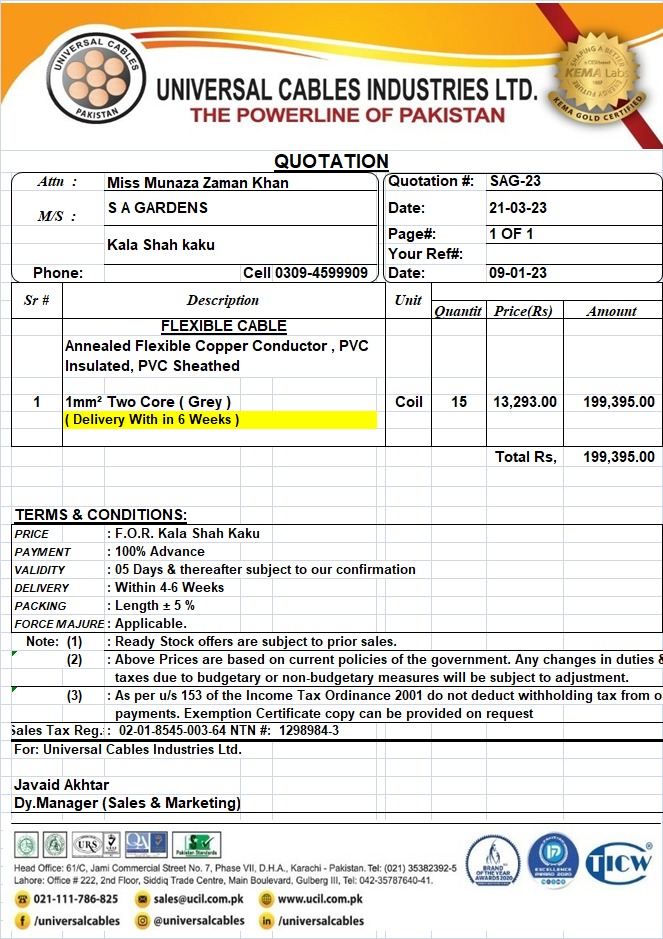 UNIVERSAL CABLES
PAKISTAN
UNIVERSAL CABLES INDUSTRIES LTD.
THE POWERLINE OF PAKISTAN
SHAPING A BETTER
KEMA Labs
KEMA GOLD CERTIFIED
QUOTATION
Attn : Miss Munaza Zaman Khan
Quotation #: SAG-23
M/S : S A GARDENS
Date: 21-03-23
Kala Shah kaku
Page#: 1 OF 1
Your Ref#:
Phone: Cell 0309-4599909
Date: 09-01-23
Sr # Description Unit Quantit Price(Rs) Amount
FLEXIBLE CABLE
Annealed Flexible Copper Conductor , PVC
Insulated, PVC Sheathed
1 1mm² Two Core ( Grey ) Coil 15 13,293.00 199,395.00
( Delivery With in 6 Weeks )
Total Rs, 199,395.00
TERMS & CONDITIONS:
PRICE : F.O.R. Kala Shah Kaku
PAYMENT : 100% Advance
VALIDITY : 05 Days & thereafter subject to our confirmation
DELIVERY : Within 4-6 Weeks
PACKING : Length ± 5 %
FORCE MAJURE : Applicable.
Note: (1) : Ready Stock offers are subject to prior sales.
(2) : Above Prices are based on current policies of the government. Any changes in duties &
taxes due to budgetary or non-budgetary measures will be subject to adjustment.
(3) : As per u/s 153 of the Income Tax Ordinance 2001 do not deduct withholding tax from o
payments. Exemption Certificate copy can be provided on request
Sales Tax Reg.: : 02-01-8545-003-64 NTN #: 1298984-3
For: Universal Cables Industries Ltd.
Javaid Akhtar
Dy.Manager (Sales & Marketing)
URS
QA
Pakistan Standards
BRAND OF THE YEAR AWARDS 2020
EXCELLENCE
TICW
Head Office: 61/C, Jami Commercial Street No. 7, Phase VII, D.H.A., Karachi - Pakistan. Tel: (021) 35382392-5
Lahore: Office # 222, 2nd Floor, Siddiq Trade Centre, Main Boulevard, Gulberg III, Tel: 042-35787640-41.
021-111-786-825 sales@ucil.com.pk www.ucil.com.pk
/universalcables @universalcables /universalcables